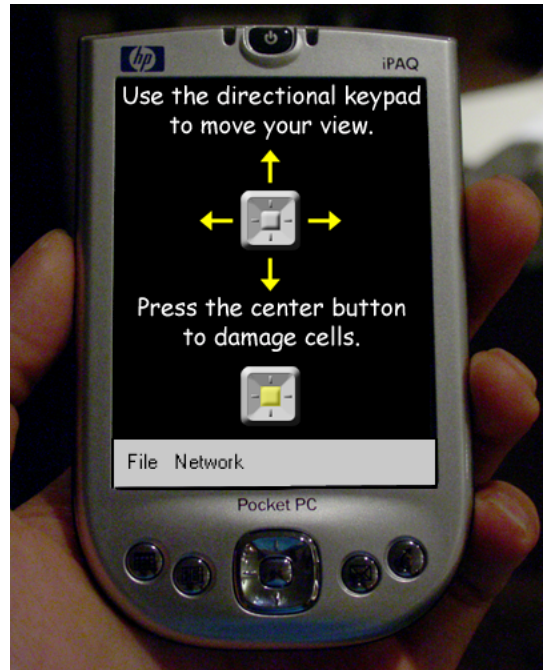 hp
iPAQ
Use the directional keypad
to move your view.
Press the center button
to damage cells.
File Network
Pocket PC